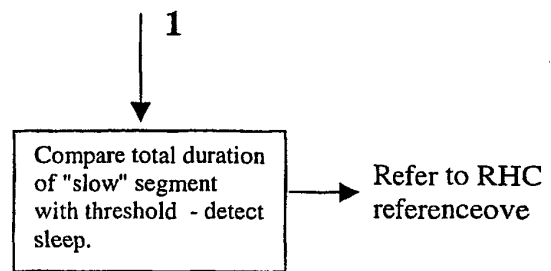 1
Compare total duration
of "slow" segment
with threshold - detect
sleep.
Refer to RHC
referenceove